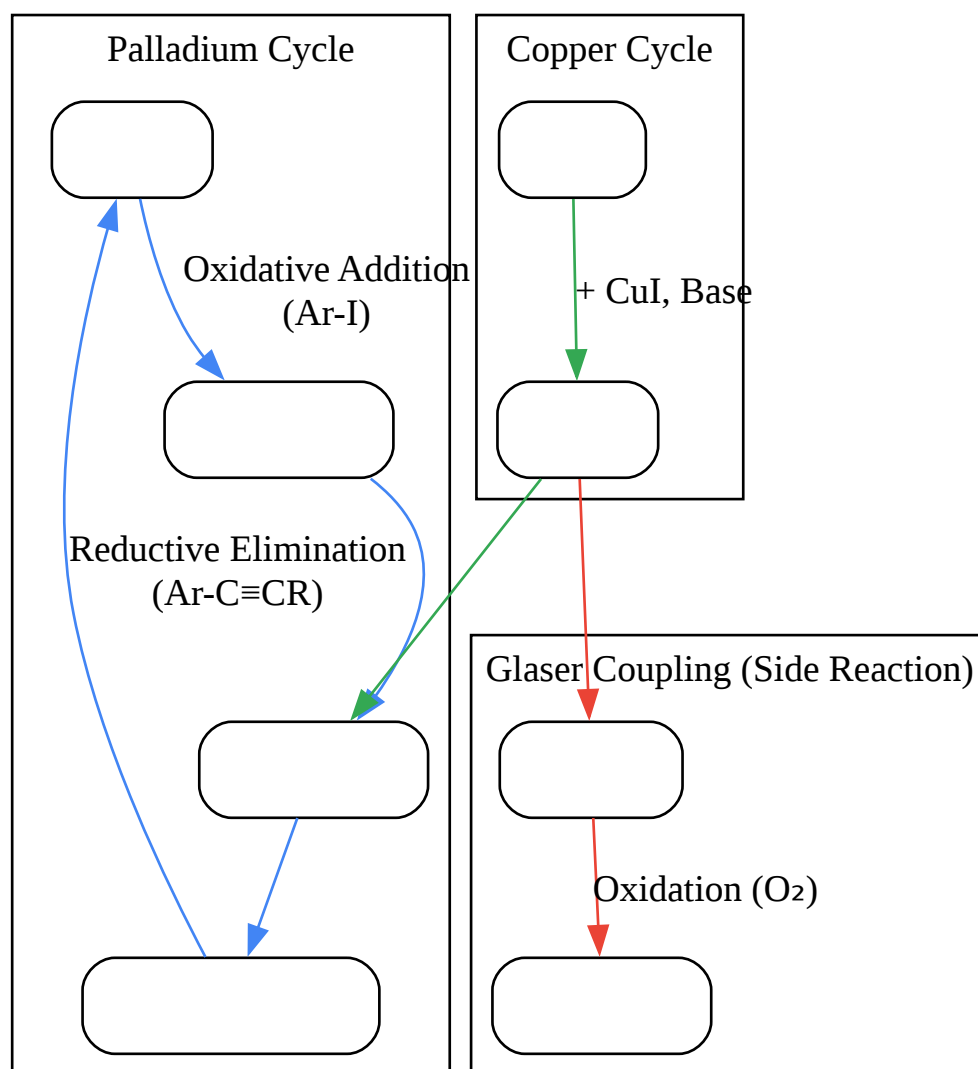 Palladium Cycle
Copper Cycle
Oxidative Addition
(Ar-I)
+ CuI, Base
Reductive Elimination
(Ar-C≡CR)
Glaser Coupling (Side Reaction)
Oxidation (O₂)